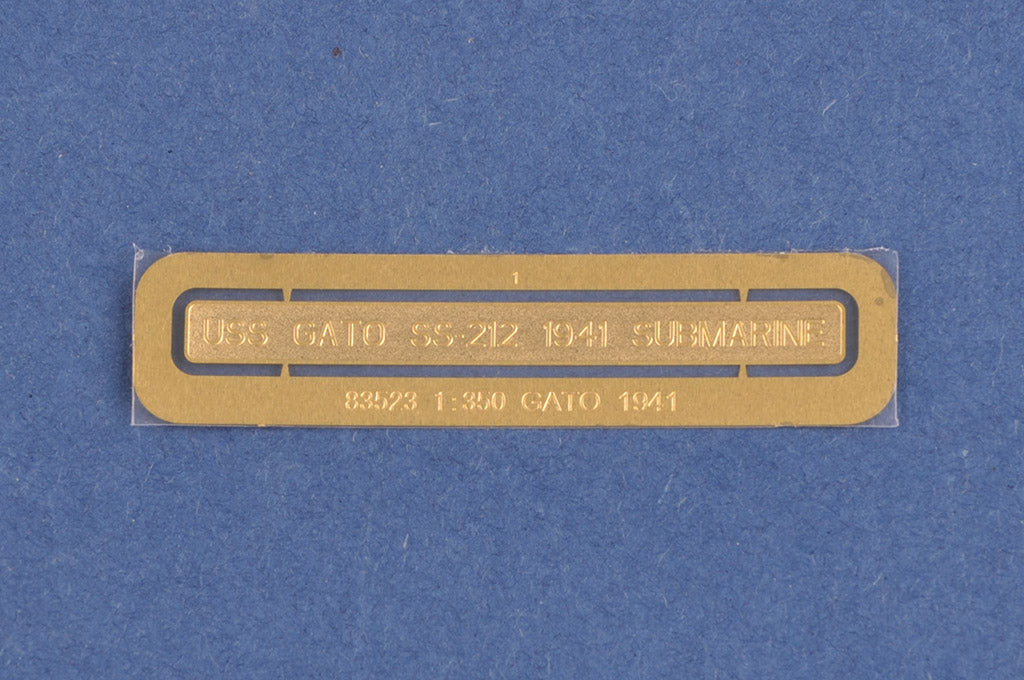 1
USS GATO SS-212 1941 SUBMARINE
83523 1:350 GATO 1941